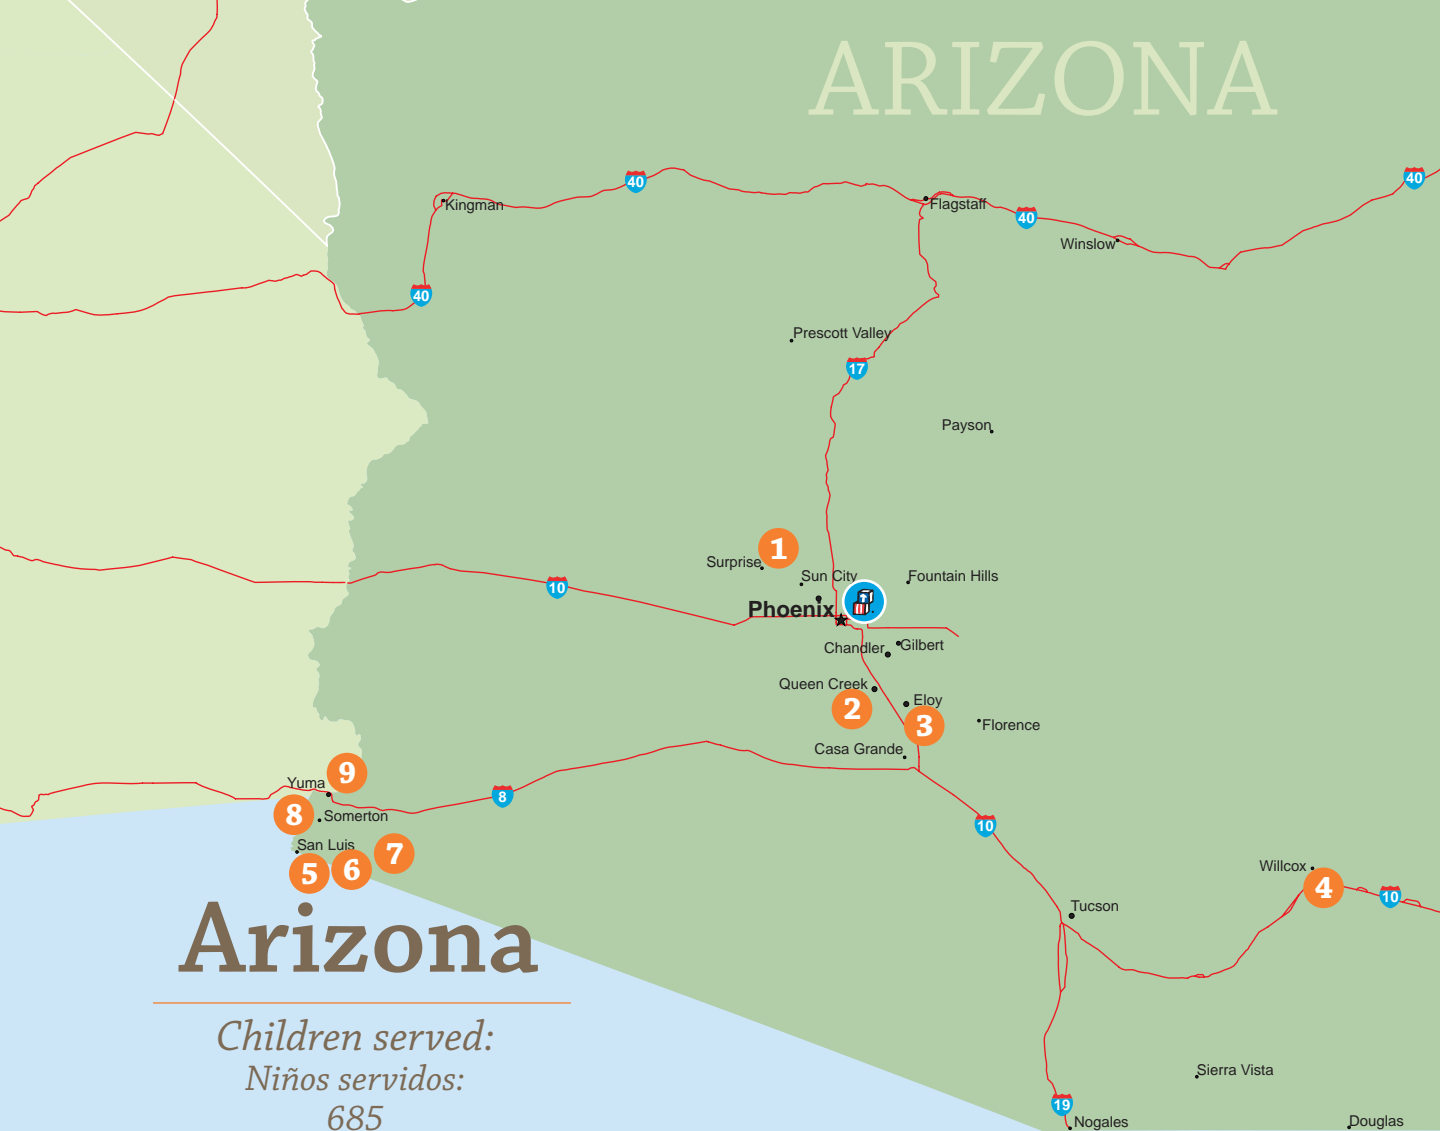 ARIZONA
40
40
Kingman
Flagstaff
40
Winslow
40
Prescott Valley
17
Payson
1
Surprise
Sun City
Fountain Hills
10
Phoenix
Chandler
Gilbert
Queen Creek
2
Eloy
3
Florence
Casa Grande
9
Yuma
8
8
Somerton
10
San Luis
5
6
7
Willcox
4
10
Tucson
Arizona
Children served:
Niños servidos:
685
Sierra Vista
19
Nogales
Douglas